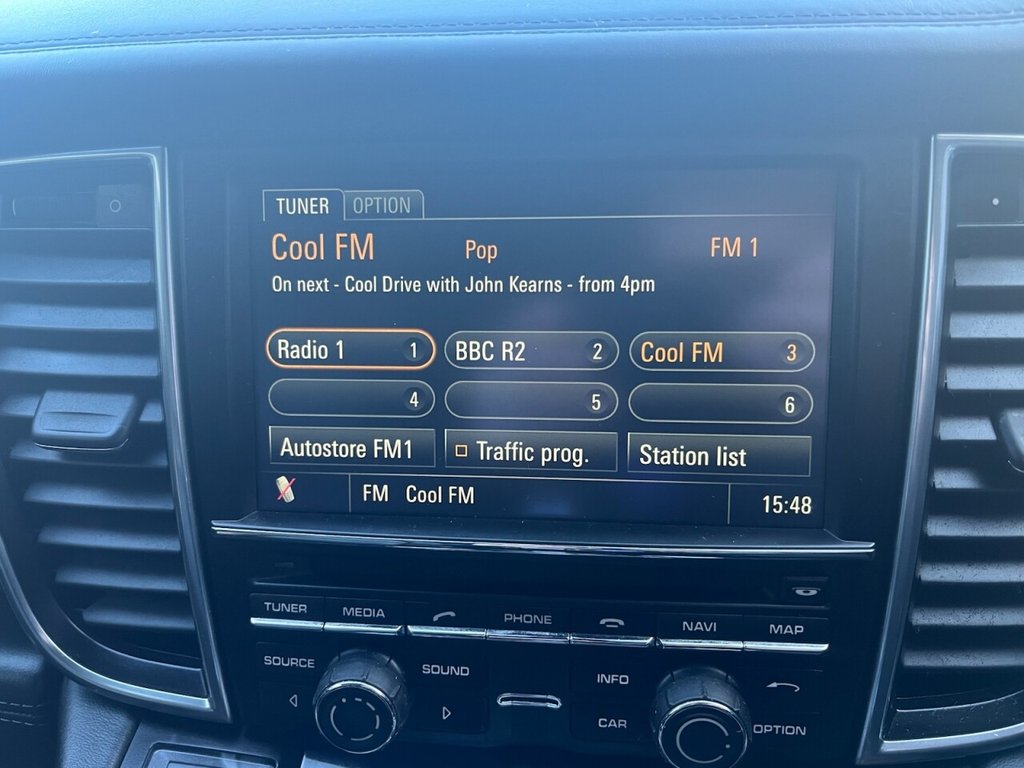 TUNER OPTION
Cool FM Pop FM 1
On next - Cool Drive with John Kearns - from 4pm
Radio 1 1 BBC R2 2 Cool FM 3
4 5 6
Autostore FM1 Traffic prog. Station list
FM Cool FM 15:48
TUNER MEDIA PHONE NAVI MAP
SOURCE SOUND INFO
CAR OPTION